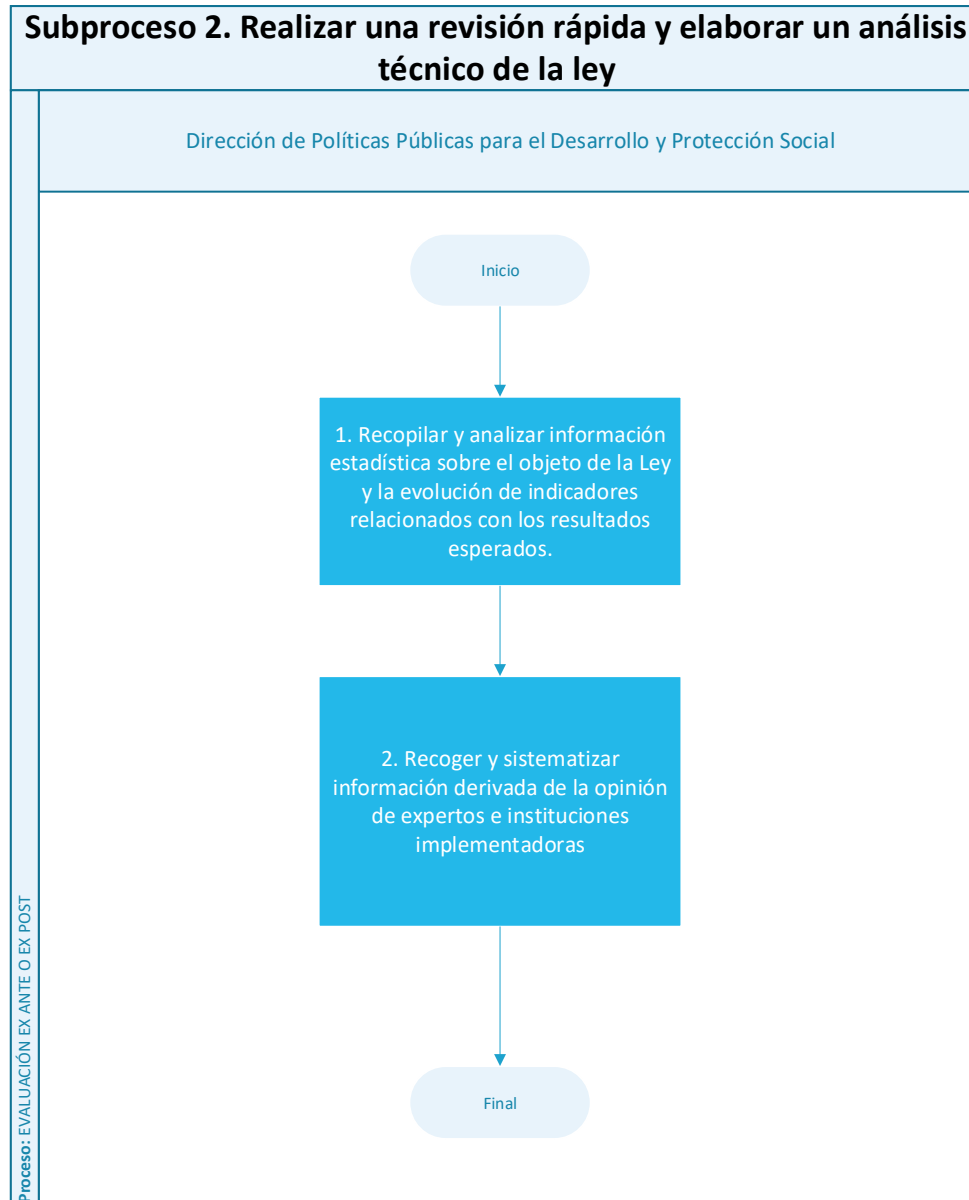 Subproceso 2. Realizar una revisión rápida y elaborar un análisis
técnico de la ley
Dirección de Políticas Públicas para el Desarrollo y Protección Social
Inicio
1. Recopilar y analizar información
estadística sobre el objeto de la Ley
y la evolución de indicadores
relacionados con los resultados
esperados.
2. Recoger y sistematizar
información derivada de la opinión
de expertos e instituciones
implementadoras
Final
Proceso: EVALUACIÓN EX ANTE O EX POST